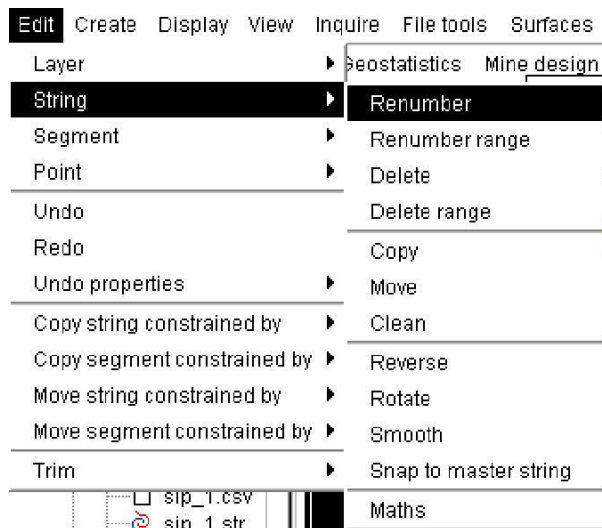 Edit Create Display View Inquire File tools Surfaces
Geostatistics Mine design
Layer
String
Segment
Point
Undo
Redo
Undo properties
Copy string constrained by
Copy segment constrained by
Move string constrained by
Move segment constrained by
Trim
Renumber
Renumber range
Delete
Delete range
Copy
Move
Clean
Reverse
Rotate
Smooth
Snap to master string
Maths
sip_1.csv
sip_1.str